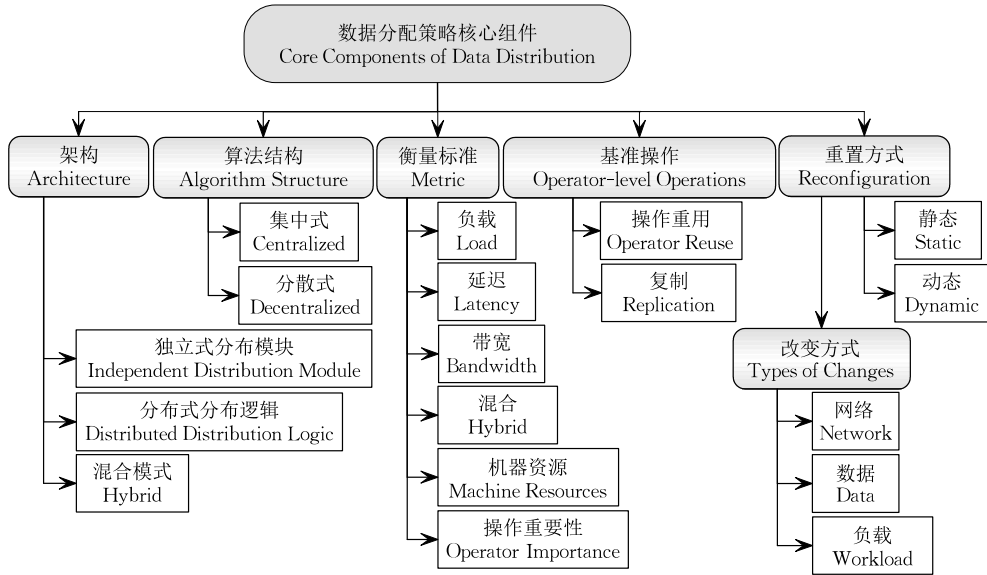 数据分配策略核心组件
Core Components of Data Distribution
架构
Architecture
算法结构
Algorithm Structure
衡量标准
Metric
基准操作
Operator-level Operations
重置方式
Reconfiguration
独立式分布模块
Independent Distribution Module
分布式分布逻辑
Distributed Distribution Logic
混合模式
Hybrid
集中式
Centralized
分散式
Decentralized
负载
Load
延迟
Latency
带宽
Bandwidth
混合
Hybrid
机器资源
Machine Resources
操作重要性
Operator Importance
操作重用
Operator Reuse
复制
Replication
静态
Static
动态
Dynamic
改变方式
Types of Changes
网络
Network
数据
Data
负载
Workload